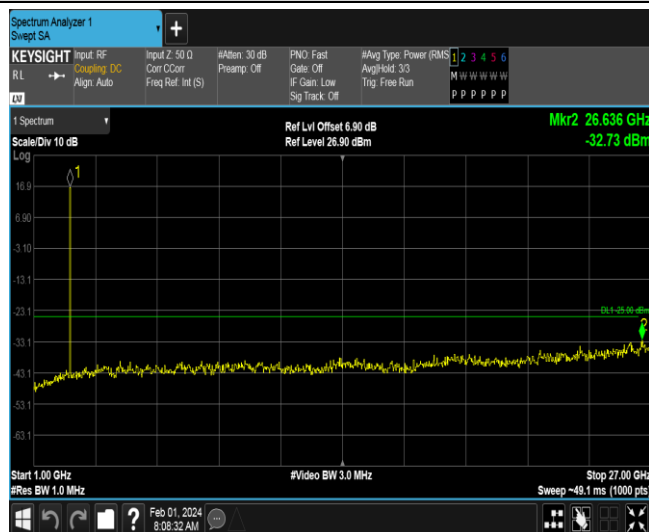 Spectrum Analyzer 1
Swept SA
KEYSIGHT
RL
LXI
Input: RF
Coupling: DC
Align: Auto
Input Z: 50 Ω
Corr CCorr
Freq Ref: Int (S)
#Atten: 30 dB
Preamp: Off
PNO: Fast
Gate: Off
IF Gain: Low
Sig Track: Off
#Avg Type: Power (RMS
Avg|Hold: 3/3
Trig: Free Run
1 2 3 4 5 6
M W W W W W
P P P P P P
1 Spectrum
Scale/Div 10 dB
Log
Ref Lvl Offset 6.90 dB
Ref Level 26.90 dBm
Mkr2 26.636 GHz
-32.73 dBm
1
16.9
6.90
-3.10
-13.1
-23.1
DL1 -25.00 dBm
2
-33.1
-43.1
-53.1
-63.1
Start 1.00 GHz
#Res BW 1.0 MHz
#Video BW 3.0 MHz
Stop 27.00 GHz
Sweep ~49.1 ms (1000 pts)
?
Feb 01, 2024
8:08:32 AM